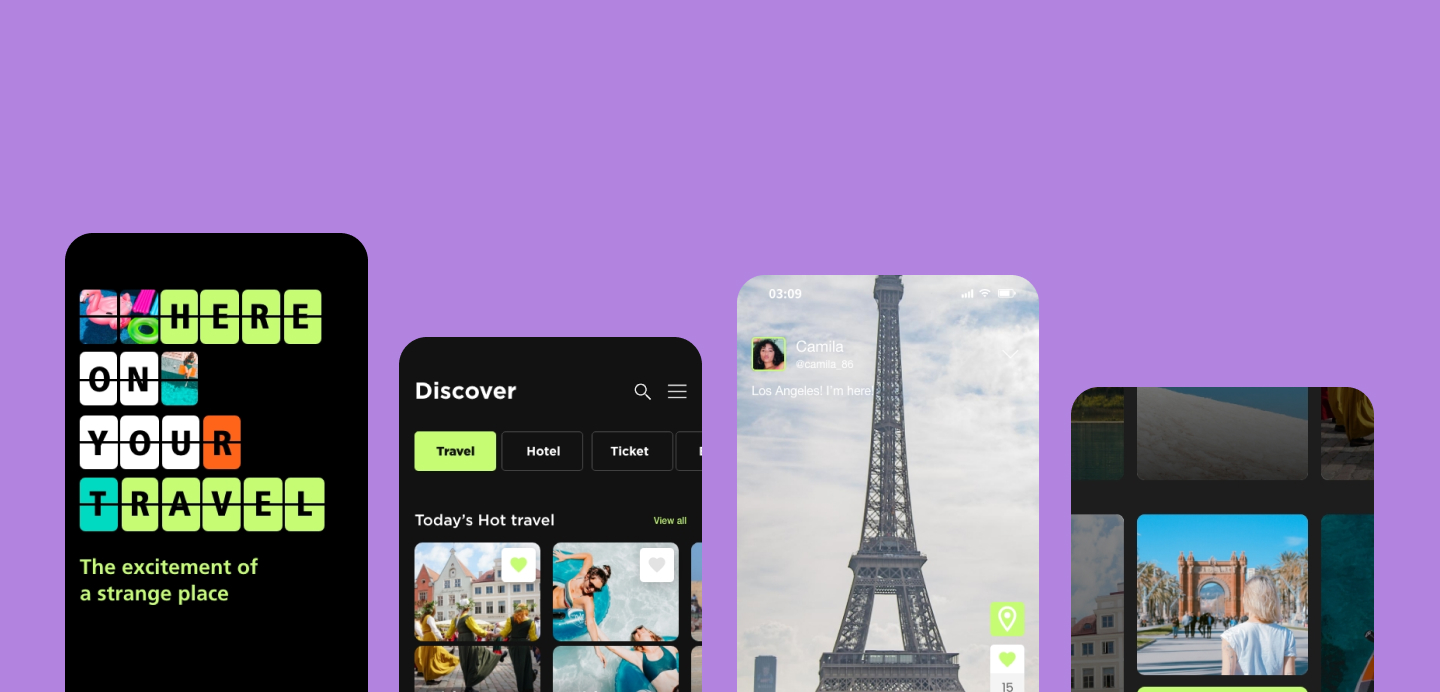 HERE
ON
YOUR
TRAVEL
The excitement of
a strange place
Discover
Travel
Hotel
Ticket
Today's Hot travel
View all
03:09
Camila
@camila_86
Los Angeles! I'm here!
15